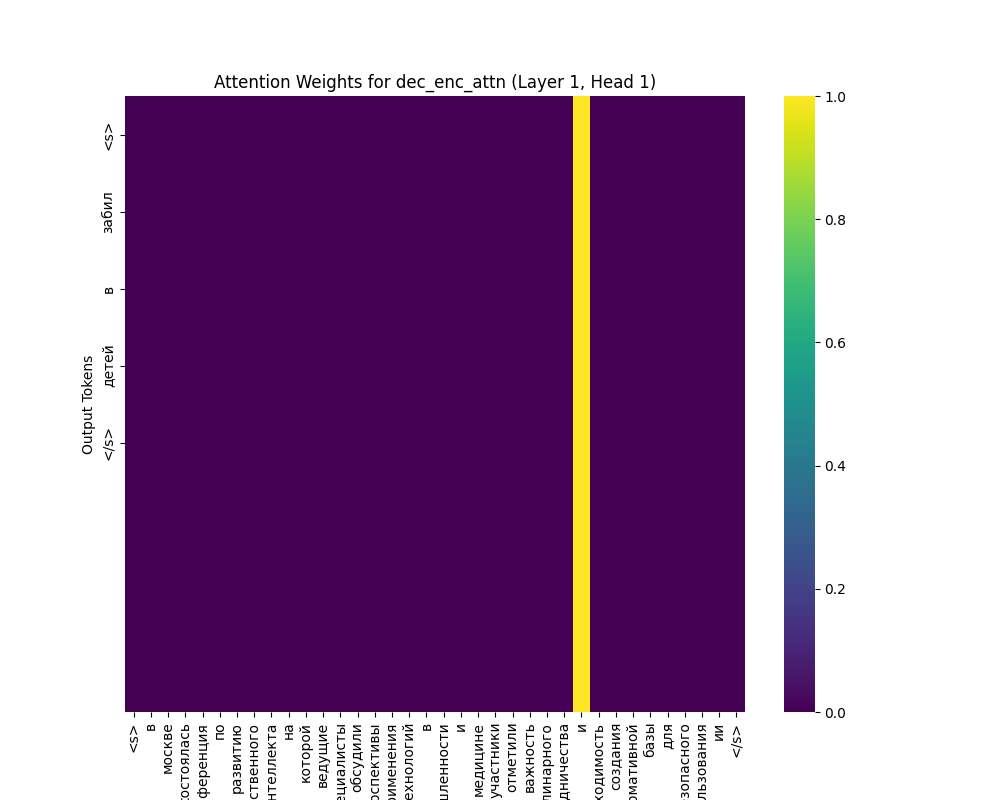 Attention Weights for dec_enc_attn (Layer 1, Head 1)
Output Tokens
<s>
забил
в
детей
</s>
1.0
0.8
0.6
0.4
0.2
0.0
<s>
в
москве
состоялась
ференция
по
развитию
ственного
нтеллекта
на
которой
ведущие
ециалисты
обсудили
рспективы
рименения
ехнологий
в
шленности
и
медицине
участники
отметили
важность
линарного
дничества
и
ходимость
создания
рмативной
базы
для
зопасного
льзования
ии
</s>